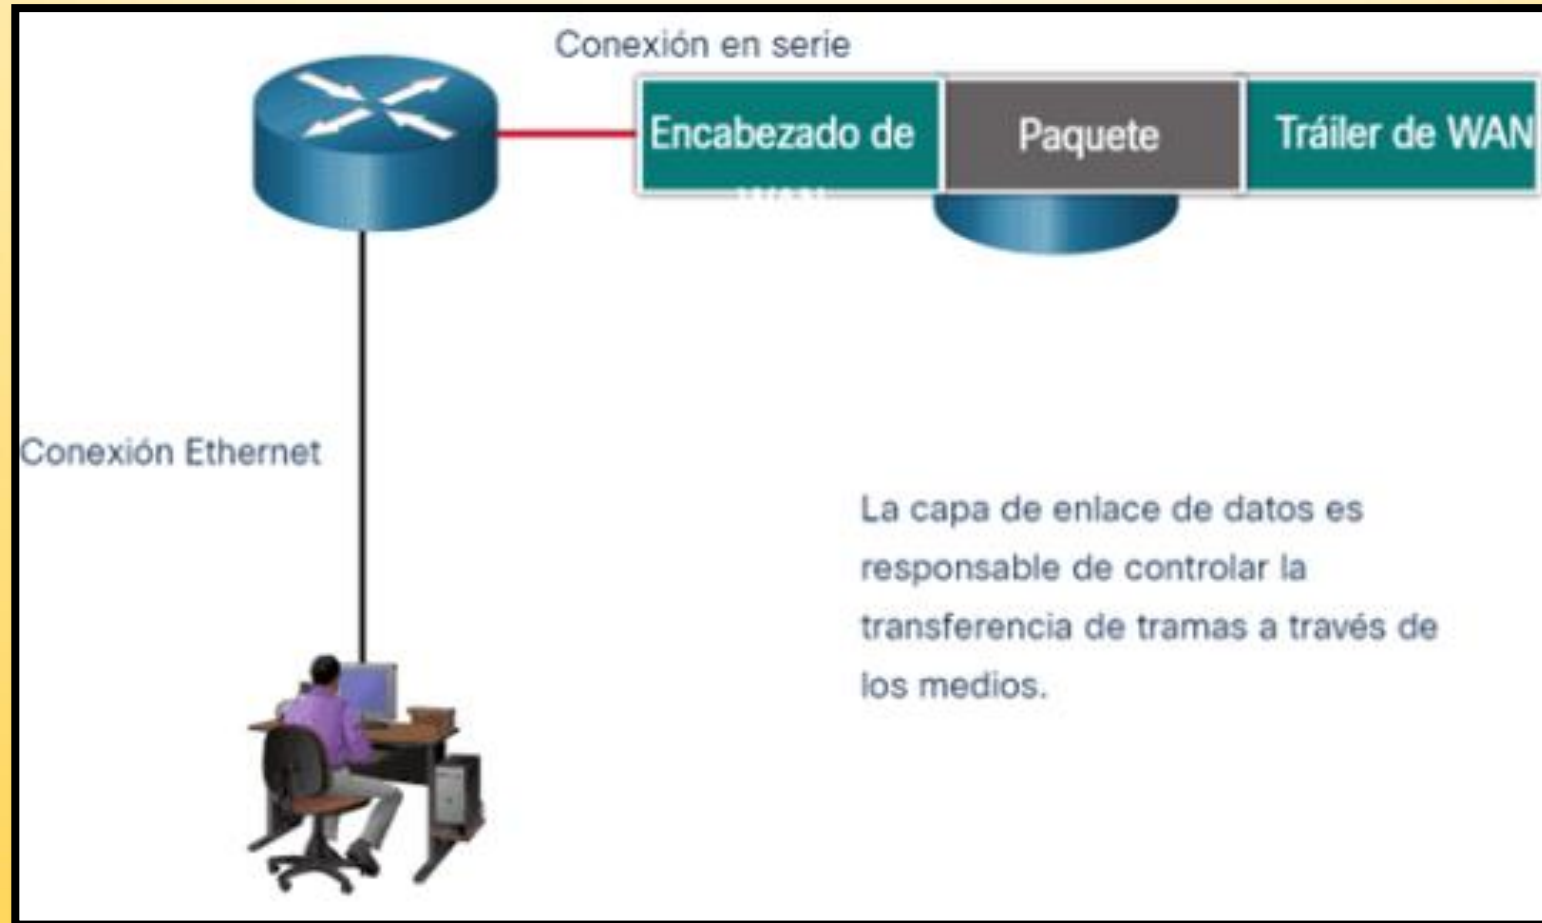 Conexión en serie
Encabezado de
WAN
Paquete
Tráiler de WAN
Conexión Ethernet
La capa de enlace de datos es
responsable de controlar la
transferencia de tramas a través de
los medios.